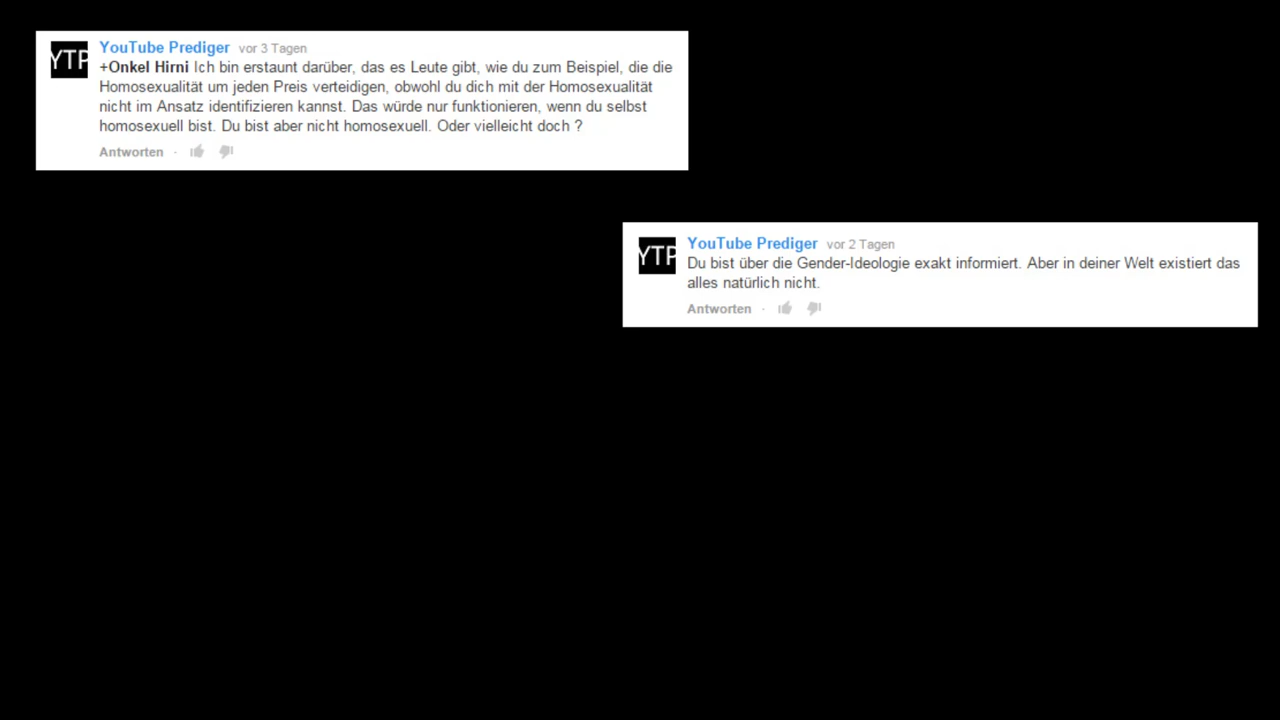 YTP
YouTube Prediger vor 3 Tagen
+Onkel Hirni Ich bin erstaunt darüber, das es Leute gibt, wie du zum Beispiel, die die
Homosexualität um jeden Preis verteidigen, obwohl du dich mit der Homosexualität
nicht im Ansatz identifizieren kannst. Das würde nur funktionieren, wenn du selbst
homosexuell bist. Du bist aber nicht homosexuell. Oder vielleicht doch ?
Antworten ·
YTP
YouTube Prediger vor 2 Tagen
Du bist über die Gender-Ideologie exakt informiert. Aber in deiner Welt existiert das
alles natürlich nicht.
Antworten ·